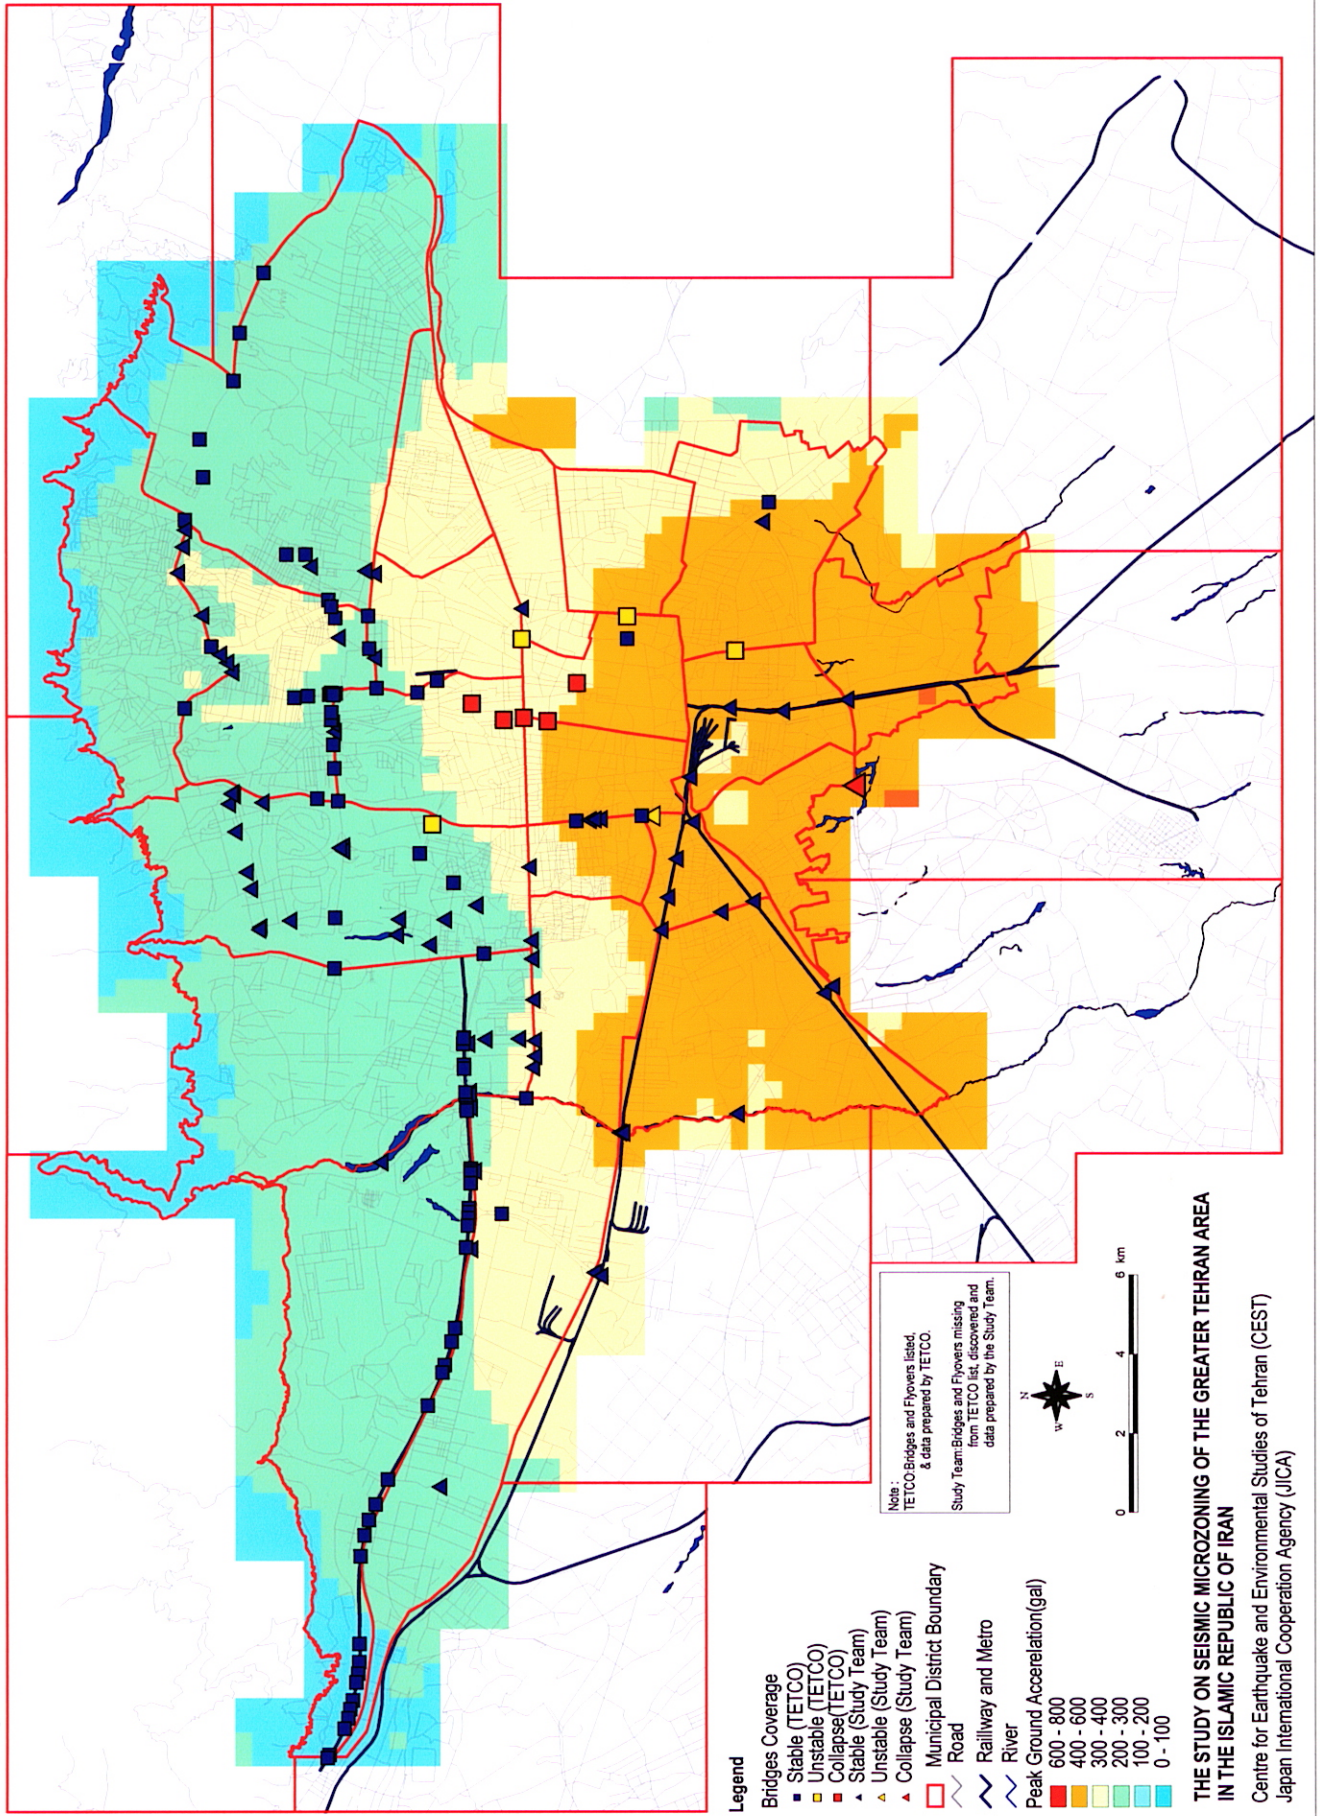 Legend
Bridges Coverage
Stable (TETCO)
Unstable (TETCO)
Collapse(TETCO)
Stable (Study Team)
Unstable (Study Team)
Collapse (Study Team)
Municipal District Boundary
Road
Railway and Metro
River
Peak Ground Accerelation(gal)
600 - 800
400 - 600
300 - 400
200 - 300
100 - 200
0 - 100
Note :
TETCO:Bridges and Flyovers listed,
& data prepared by TETCO.
Study Team:Bridges and Flyovers missing
from TETCO list, discovered and
data prepared by the Study Team.
N
W
E
S
0 2 4 6 km
THE STUDY ON SEISMIC MICROZONING OF THE GREATER TEHRAN AREA
IN THE ISLAMIC REPUBLIC OF IRAN
Centre for Earthquake and Environmental Studies of Tehran (CEST)
Japan International Cooperation Agency (JICA)